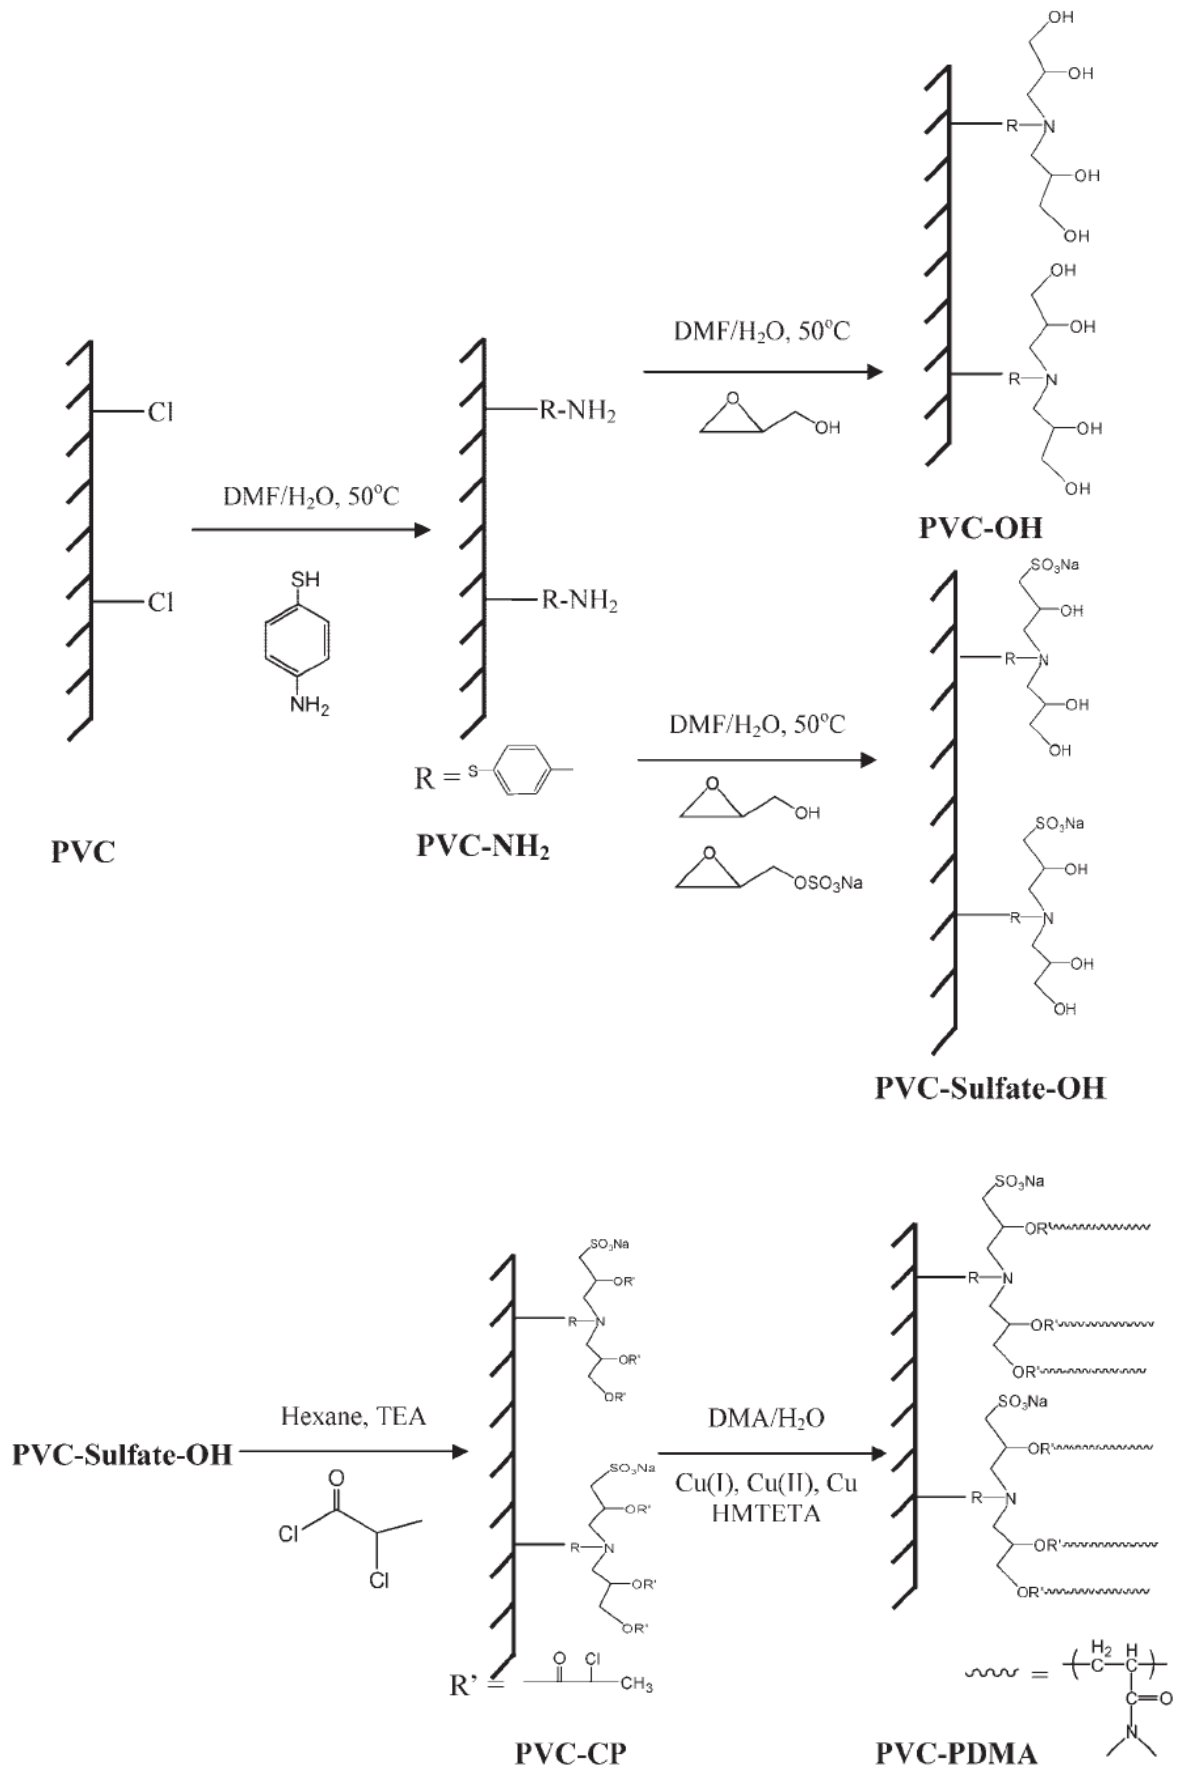 OH
OH
R
N
OH
OH
OH
OH
R
N
OH
OH
PVC-OH
DMF/H₂O, 50°C
O
OH
Cl
Cl
PVC
DMF/H₂O, 50°C
SH
NH₂
R-NH₂
R-NH₂
R = S
PVC-NH₂
DMF/H₂O, 50°C
O
OH
O
OSO₃Na
SO₃Na
OH
R
N
OH
OH
SO₃Na
OH
R
N
OH
OH
PVC-Sulfate-OH
PVC-Sulfate-OH
Hexane, TEA
O
Cl
Cl
SO₃Na
OR'
R
N
OR'
OR'
SO₃Na
OR'
R
N
OR'
OR'
R' =
O
Cl
CH₃
PVC-CP
DMA/H₂O
Cu(I), Cu(II), Cu
HMTETA
SO₃Na
OR'
R
N
OR'
OR'
SO₃Na
OR'
R
N
OR'
OR'
=
H₂
H
C
C
C=O
N
PVC-PDMA